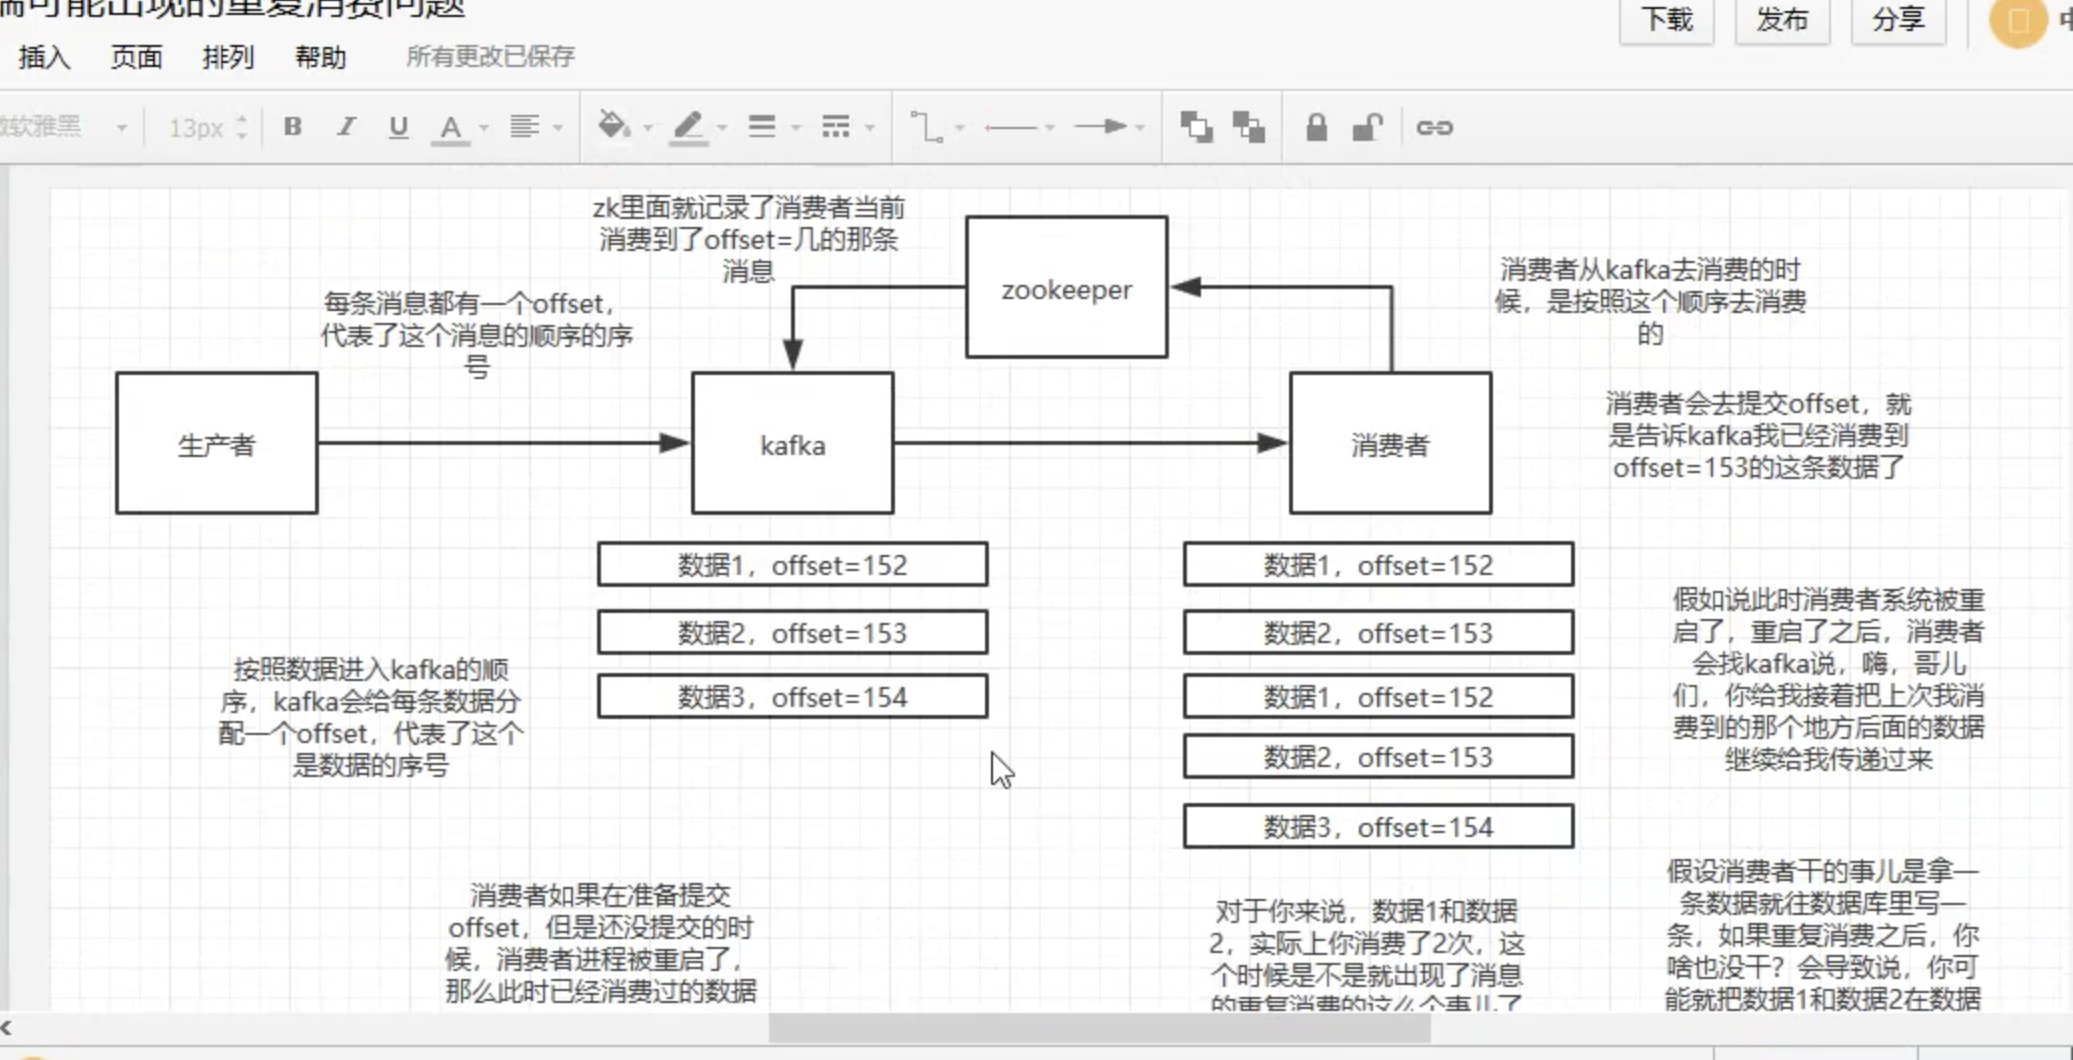 端可能出现的重复消费问题
下载 发布 分享
插入 页面 排列 帮助 所有更改已保存
微软雅黑 13px B I U A
zk里面就记录了消费者当前
消费到了offset=几的那条
消息
每条消息都有一个offset，
代表了这个消息的顺序的序
号
zookeeper
消费者从kafka去消费的时
候，是按照这个顺序去消费
的
生产者
kafka
消费者
消费者会去提交offset，就
是告诉kafka我已经消费到
offset=153的这条数据了
数据1，offset=152
数据2，offset=153
数据3，offset=154
数据1，offset=152
数据2，offset=153
数据1，offset=152
数据2，offset=153
数据3，offset=154
按照数据进入kafka的顺
序，kafka会给每条数据分
配一个offset，代表了这个
是数据的序号
假如说此时消费者系统被重
启了，重启了之后，消费者
会找kafka说，嗨，哥儿
们，你给我接着把上次我消
费到的那个地方后面的数据
继续给我传递过来
消费者如果在准备提交
offset，但是还没提交的时
候，消费者进程被重启了，
那么此时已经消费过的数据
对于你来说，数据1和数据
2，实际上你消费了2次，这
个时候是不是就出现了消息
的重复消费的这么个事儿了
假设消费者干的事儿是拿一
条数据就往数据库里写一
条，如果重复消费之后，你
啥也没干？会导致说，你可
能就把数据1和数据2在数据